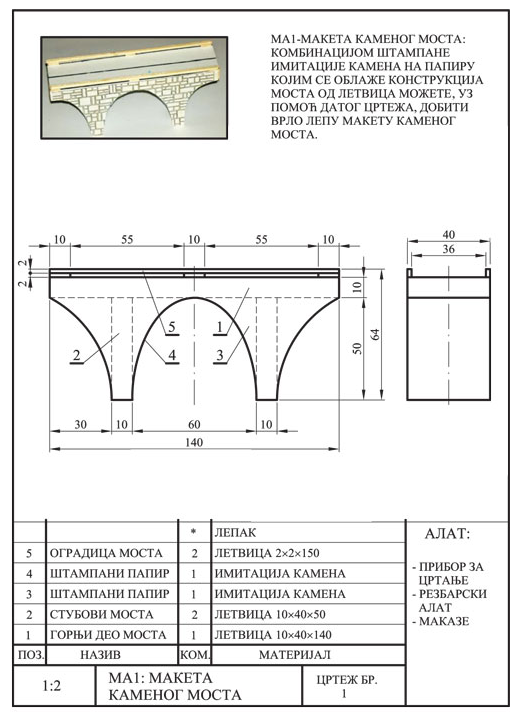 МА1-МАКЕТА КАМЕНОГ МОСТА:
КОМБИНАЦИЈОМ ШТАМПАНЕ
ИМИТАЦИЈЕ КАМЕНА НА ПАПИРУ
КОЈИМ СЕ ОБЛАЖЕ КОНСТРУКЦИЈА
МОСТА ОД ЛЕТВИЦА МОЖЕТЕ, УЗ
ПОМОЋ ДАТОГ ЦРТЕЖА, ДОБИТИ
ВРЛО ЛЕПУ МАКЕТУ КАМЕНОГ
МОСТА.
10 55 10 55 10
40
36
2
2
10
64
50
5 1
2 4 3
30 10 60 10
140
* ЛЕПАК
5 ОГРАДИЦА МОСТА 2 ЛЕТВИЦА 2×2×150
4 ШТАМПАНИ ПАПИР 1 ИМИТАЦИЈА КАМЕНА
3 ШТАМПАНИ ПАПИР 1 ИМИТАЦИЈА КАМЕНА
2 СТУБОВИ МОСТА 2 ЛЕТВИЦА 10×40×50
1 ГОРЊИ ДЕО МОСТА 1 ЛЕТВИЦА 10×40×140
ПОЗ. НАЗИВ КОМ. МАТЕРИЈАЛ
АЛАТ:
- ПРИБОР ЗА
ЦРТАЊЕ
- РЕЗБАРСКИ
АЛАТ
- МАКАЗЕ
1:2
МА1: МАКЕТА
КАМЕНОГ МОСТА
ЦРТЕЖ БР.
1